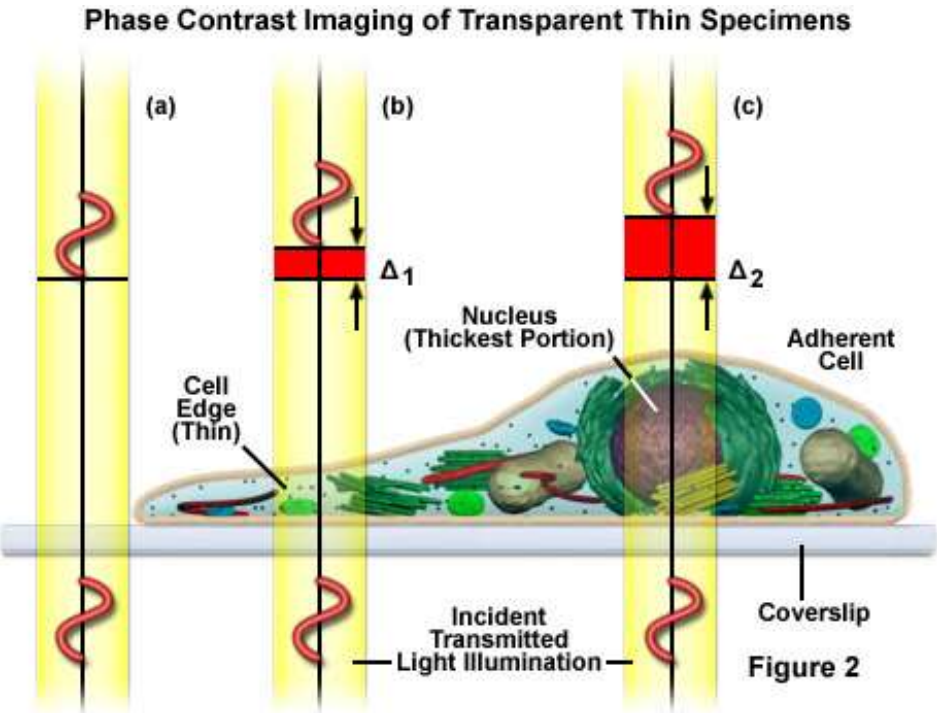 Phase Contrast Imaging of Transparent Thin Specimens
(a)
(b)
(c)
Δ1
Δ2
Nucleus
(Thickest Portion)
Adherent
Cell
Cell
Edge
(Thin)
Incident
Transmitted
Light Illumination
Coverslip
Figure 2